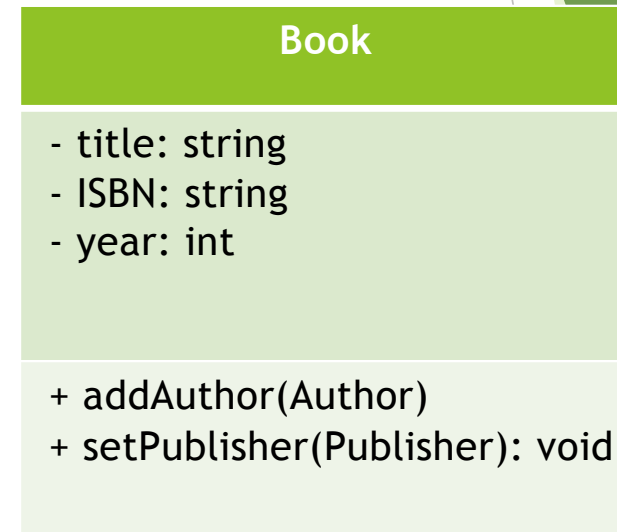 Book
- title: string
- ISBN: string
- year: int
+ addAuthor(Author)
+ setPublisher(Publisher): void